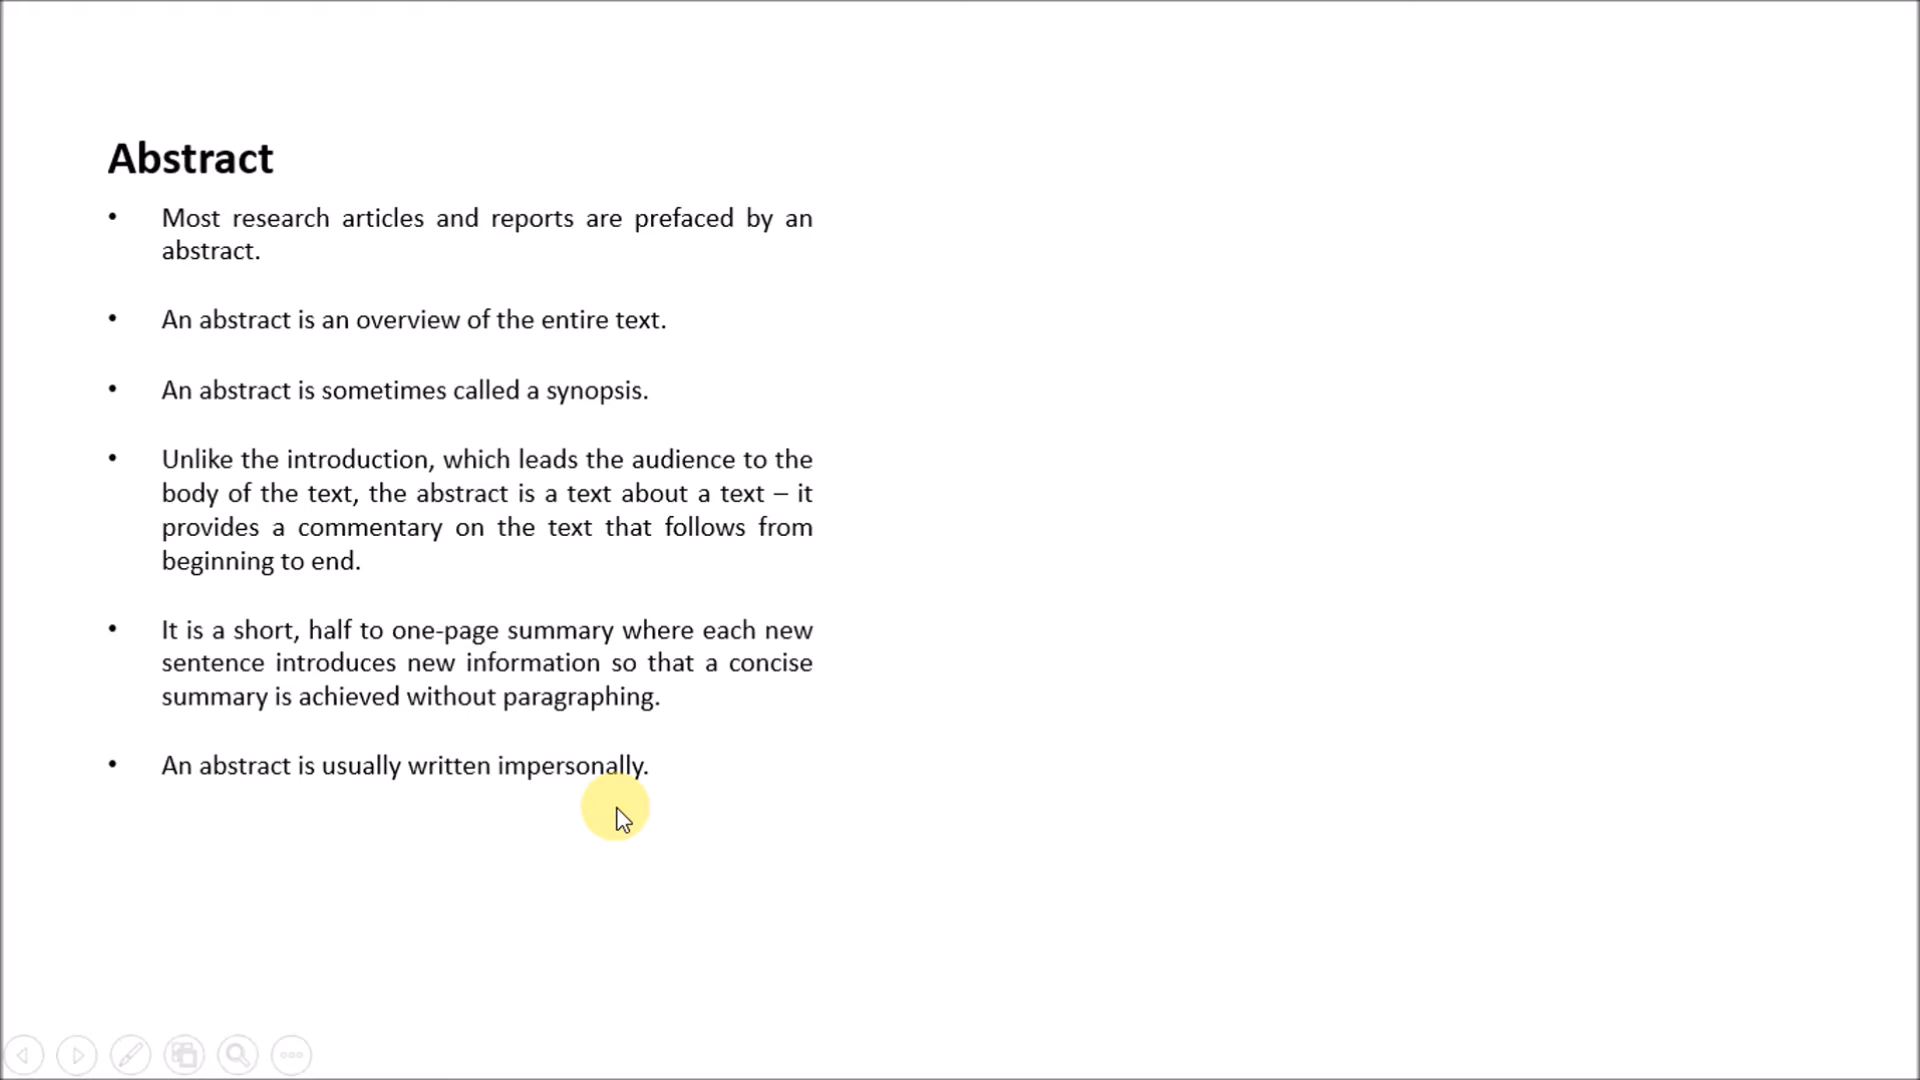 Abstract
• Most research articles and reports are prefaced by an
abstract.
• An abstract is an overview of the entire text.
• An abstract is sometimes called a synopsis.
• Unlike the introduction, which leads the audience to the
body of the text, the abstract is a text about a text – it
provides a commentary on the text that follows from
beginning to end.
• It is a short, half to one-page summary where each new
sentence introduces new information so that a concise
summary is achieved without paragraphing.
• An abstract is usually written impersonally.